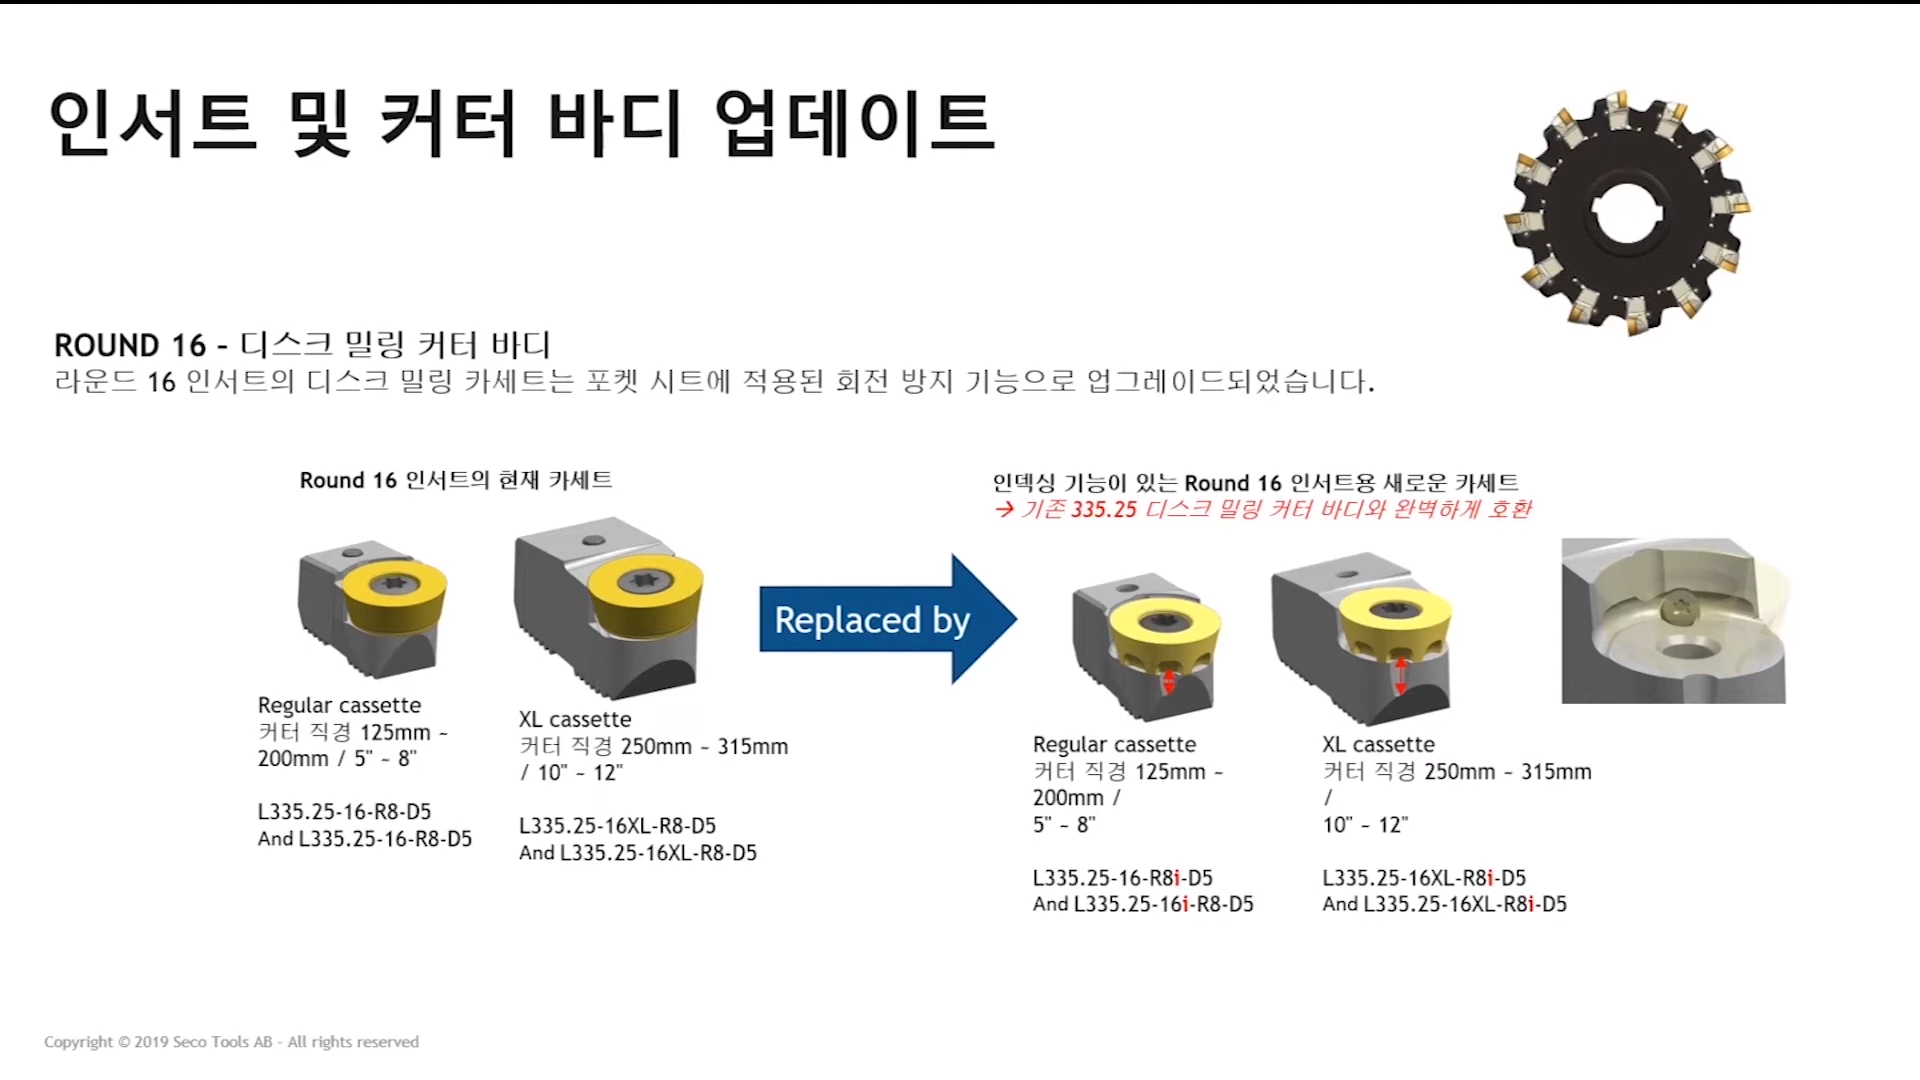 인서트 및 커터 바디 업데이트
ROUND 16 - 디스크 밀링 커터 바디
라운드 16 인서트의 디스크 밀링 카세트는 포켓 시트에 적용된 회전 방지 기능으로 업그레이드되었습니다.
Round 16 인서트의 현재 카세트
Regular cassette
커터 직경 125mm ~
200mm / 5" ~ 8"
L335.25-16-R8-D5
And L335.25-16-R8-D5
XL cassette
커터 직경 250mm ~ 315mm
/ 10" ~ 12"
L335.25-16XL-R8-D5
And L335.25-16XL-R8-D5
Replaced by
인덱싱 기능이 있는 Round 16 인서트용 새로운 카세트
→ 기존 335.25 디스크 밀링 커터 바디와 완벽하게 호환
Regular cassette
커터 직경 125mm ~
200mm /
5" ~ 8"
L335.25-16-R8i-D5
And L335.25-16i-R8-D5
XL cassette
커터 직경 250mm ~ 315mm
/
10" ~ 12"
L335.25-16XL-R8i-D5
And L335.25-16XL-R8i-D5
Copyright © 2019 Seco Tools AB - All rights reserved